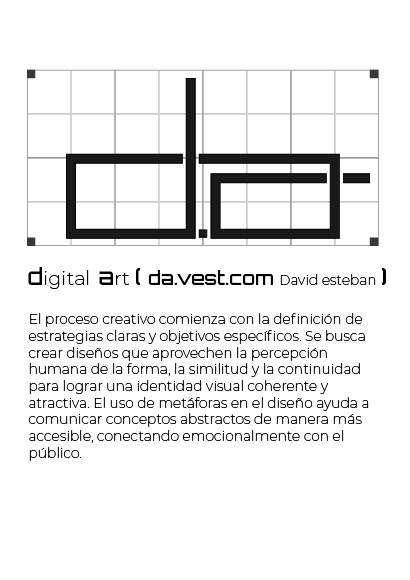 d.a-
digital art ( da.vest.com David esteban )
El proceso creativo comienza con la definición de
estrategias claras y objetivos específicos. Se busca
crear diseños que aprovechen la percepción
humana de la forma, la similitud y la continuidad
para lograr una identidad visual coherente y
atractiva. El uso de metáforas en el diseño ayuda a
comunicar conceptos abstractos de manera más
accesible, conectando emocionalmente con el
público.